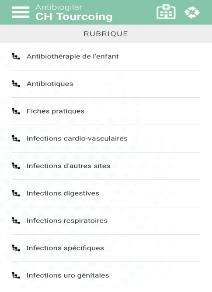 Antibiogilar
CH Tourcoing
RUBRIQUE
Antibiothérapie de l'enfant
Antibiotiques
Fiches pratiques
Infections cardio-vasculaires
Infections d'autres sites
Infections digestives
Infections respiratoires
Infections spécifiques
Infections uro génitales